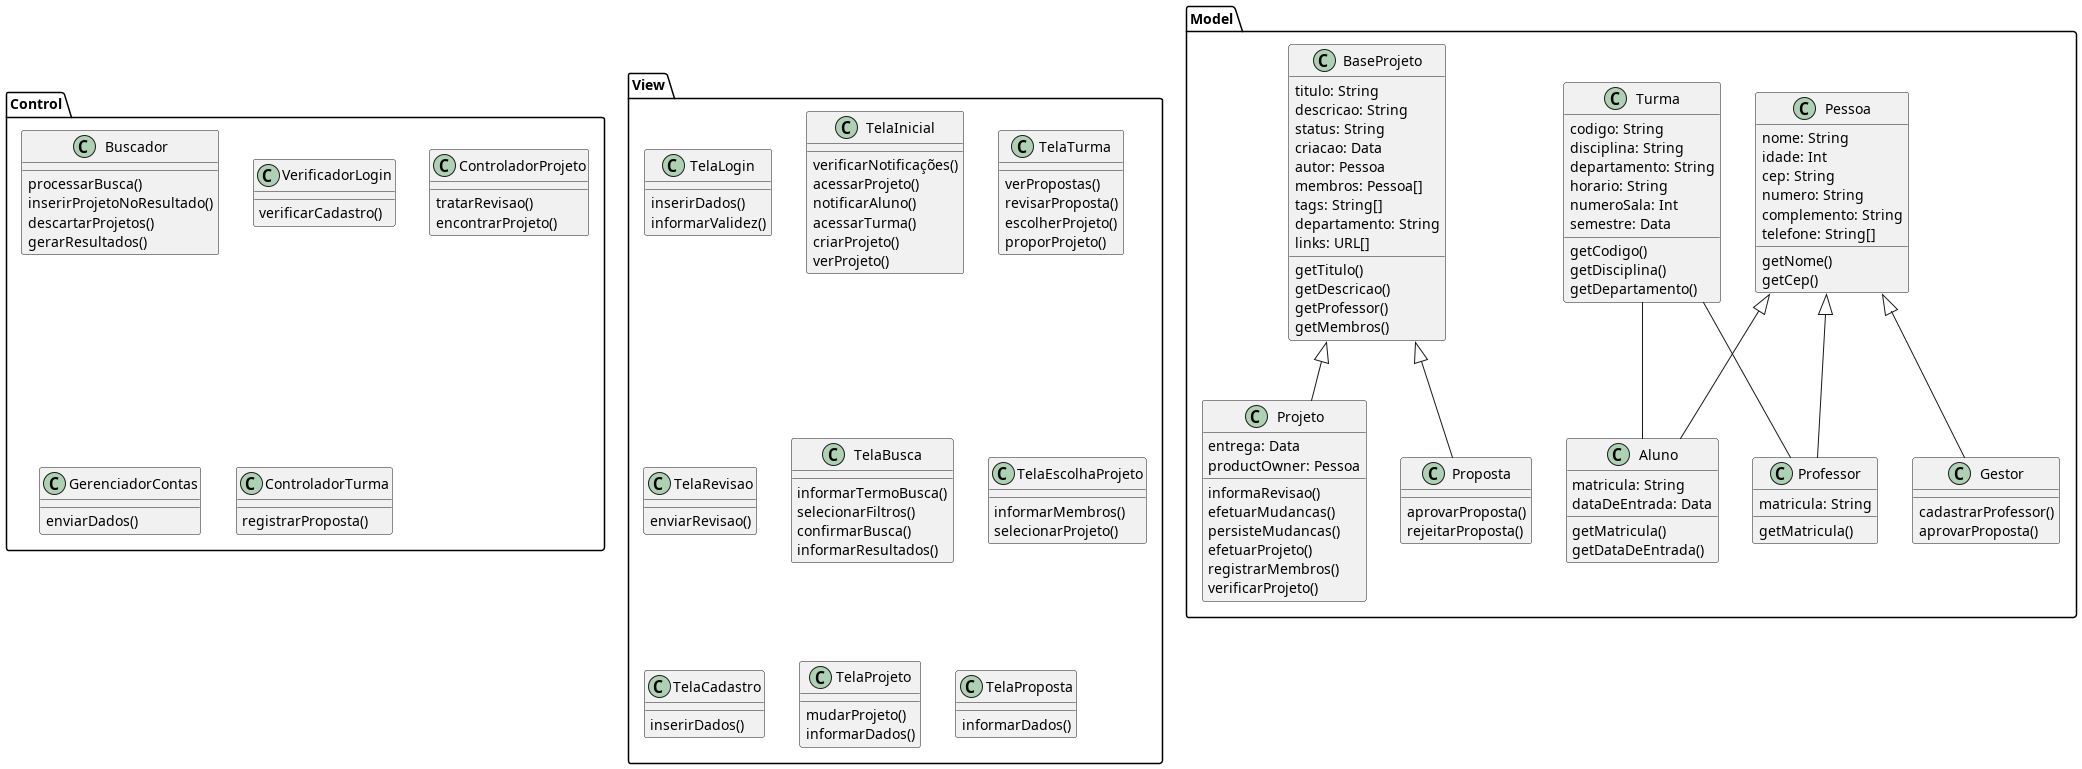 Control
C Buscador
processarBusca()
inserirProjetoNoResultado()
descartarProjetos()
gerarResultados()
C VerificadorLogin
verificarCadastro()
C ControladorProjeto
tratarRevisao()
encontrarProjeto()
C GerenciadorContas
enviarDados()
C ControladorTurma
registrarProposta()
View
C TelaLogin
inserirDados()
informarValidez()
C TelaInicial
verificarNotificações()
acessarProjeto()
notificarAluno()
acessarTurma()
criarProjeto()
verProjeto()
C TelaTurma
verPropostas()
revisarProposta()
escolherProjeto()
proporProjeto()
C TelaRevisao
enviarRevisao()
C TelaBusca
informarTermoBusca()
selecionarFiltros()
confirmarBusca()
informarResultados()
C TelaEscolhaProjeto
informarMembros()
selecionarProjeto()
C TelaCadastro
inserirDados()
C TelaProjeto
mudarProjeto()
informarDados()
C TelaProposta
informarDados()
Model
C BaseProjeto
titulo: String
descricao: String
status: String
criacao: Data
autor: Pessoa
membros: Pessoa[]
tags: String[]
departamento: String
links: URL[]
getTitulo()
getDescricao()
getProfessor()
getMembros()
C Turma
codigo: String
disciplina: String
departamento: String
horario: String
numeroSala: Int
semestre: Data
getCodigo()
getDisciplina()
getDepartamento()
C Pessoa
nome: String
idade: Int
cep: String
numero: String
complemento: String
telefone: String[]
getNome()
getCep()
C Projeto
entrega: Data
productOwner: Pessoa
informaRevisao()
efetuarMudancas()
persisteMudancas()
efetuarProjeto()
registrarMembros()
verificarProjeto()
C Proposta
aprovarProposta()
rejeitarProposta()
C Aluno
matricula: String
dataDeEntrada: Data
getMatricula()
getDataDeEntrada()
C Professor
matricula: String
getMatricula()
C Gestor
cadastrarProfessor()
aprovarProposta()